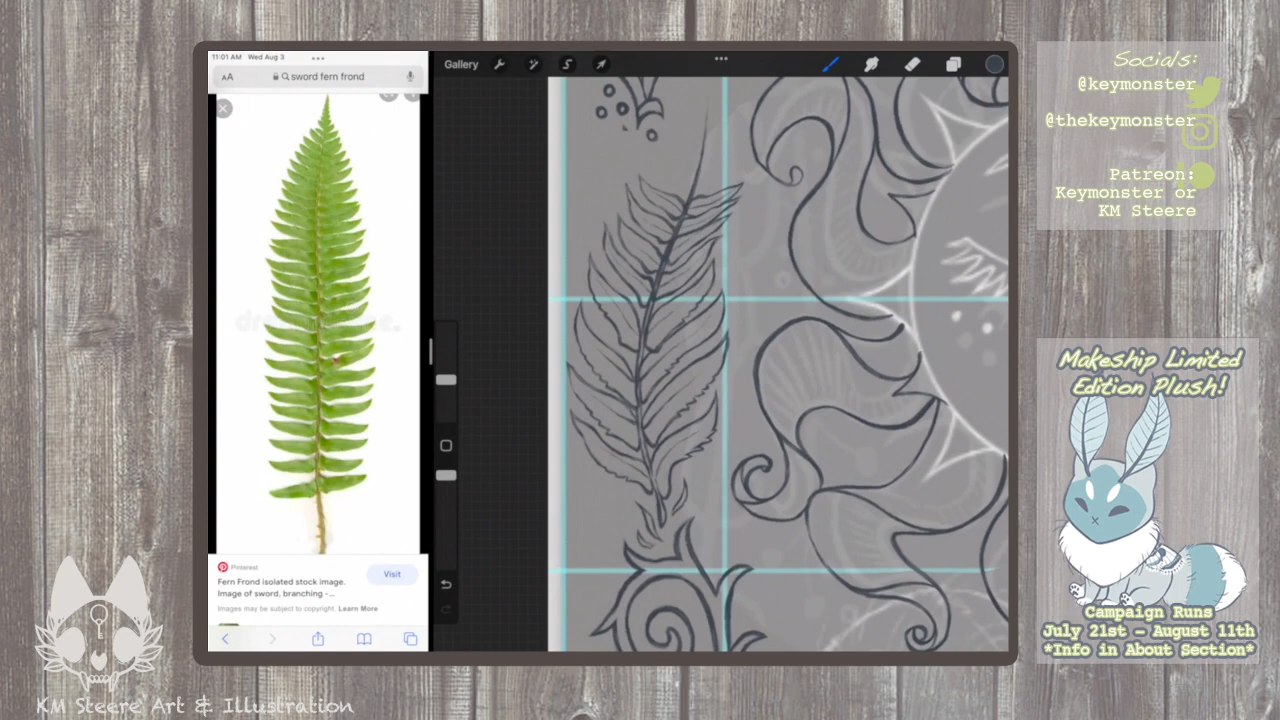 11:01 AM Wed Aug 3
AA
sword fern frond
Pinterest
Fern Frond isolated stock image.
Image of sword, branching -...
Visit
Images may be subject to copyright. Learn More
Gallery
Socials:
@keymonster
@thekeymonster
Patreon:
Keymonster or
KM Steere
Makeship Limited
Edition Plush!
Campaign Runs
July 21st - August 11th
*Info in About Section*
KM Steere Art & Illustration